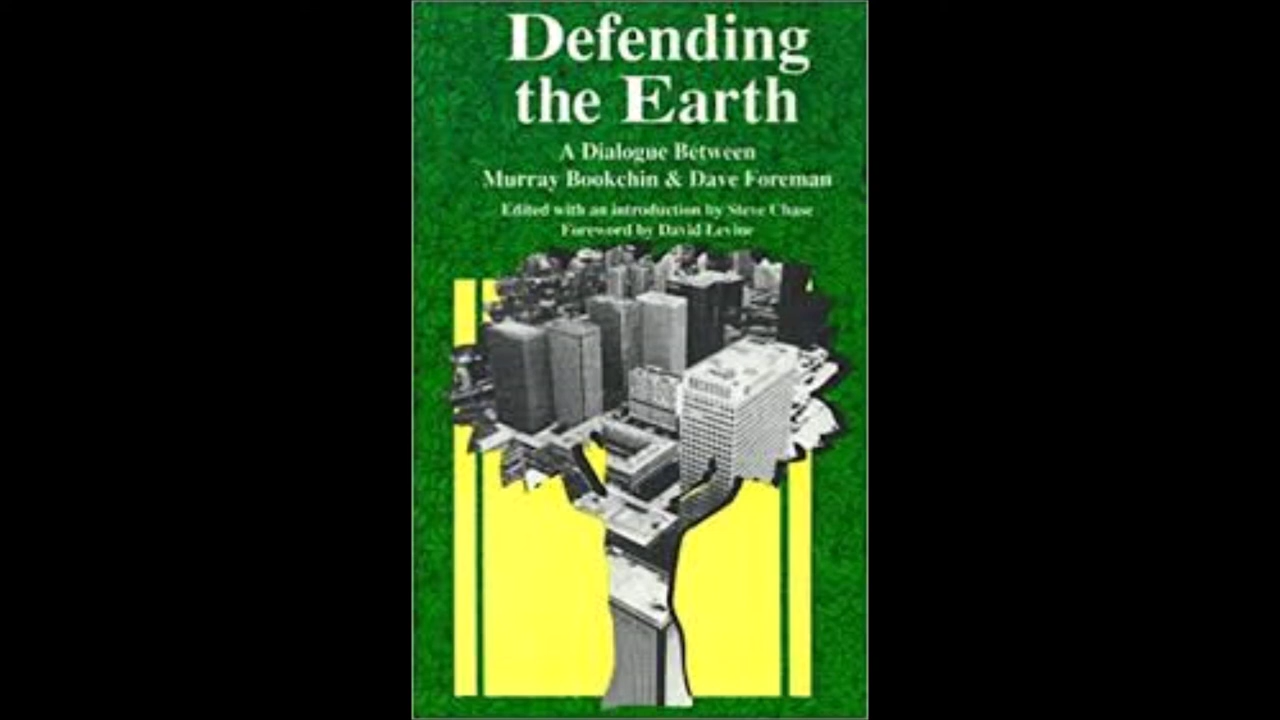 Defending
the Earth
A Dialogue Between
Murray Bookchin & Dave Foreman
Edited with an introduction by Steve Chase
Foreword by David Levine